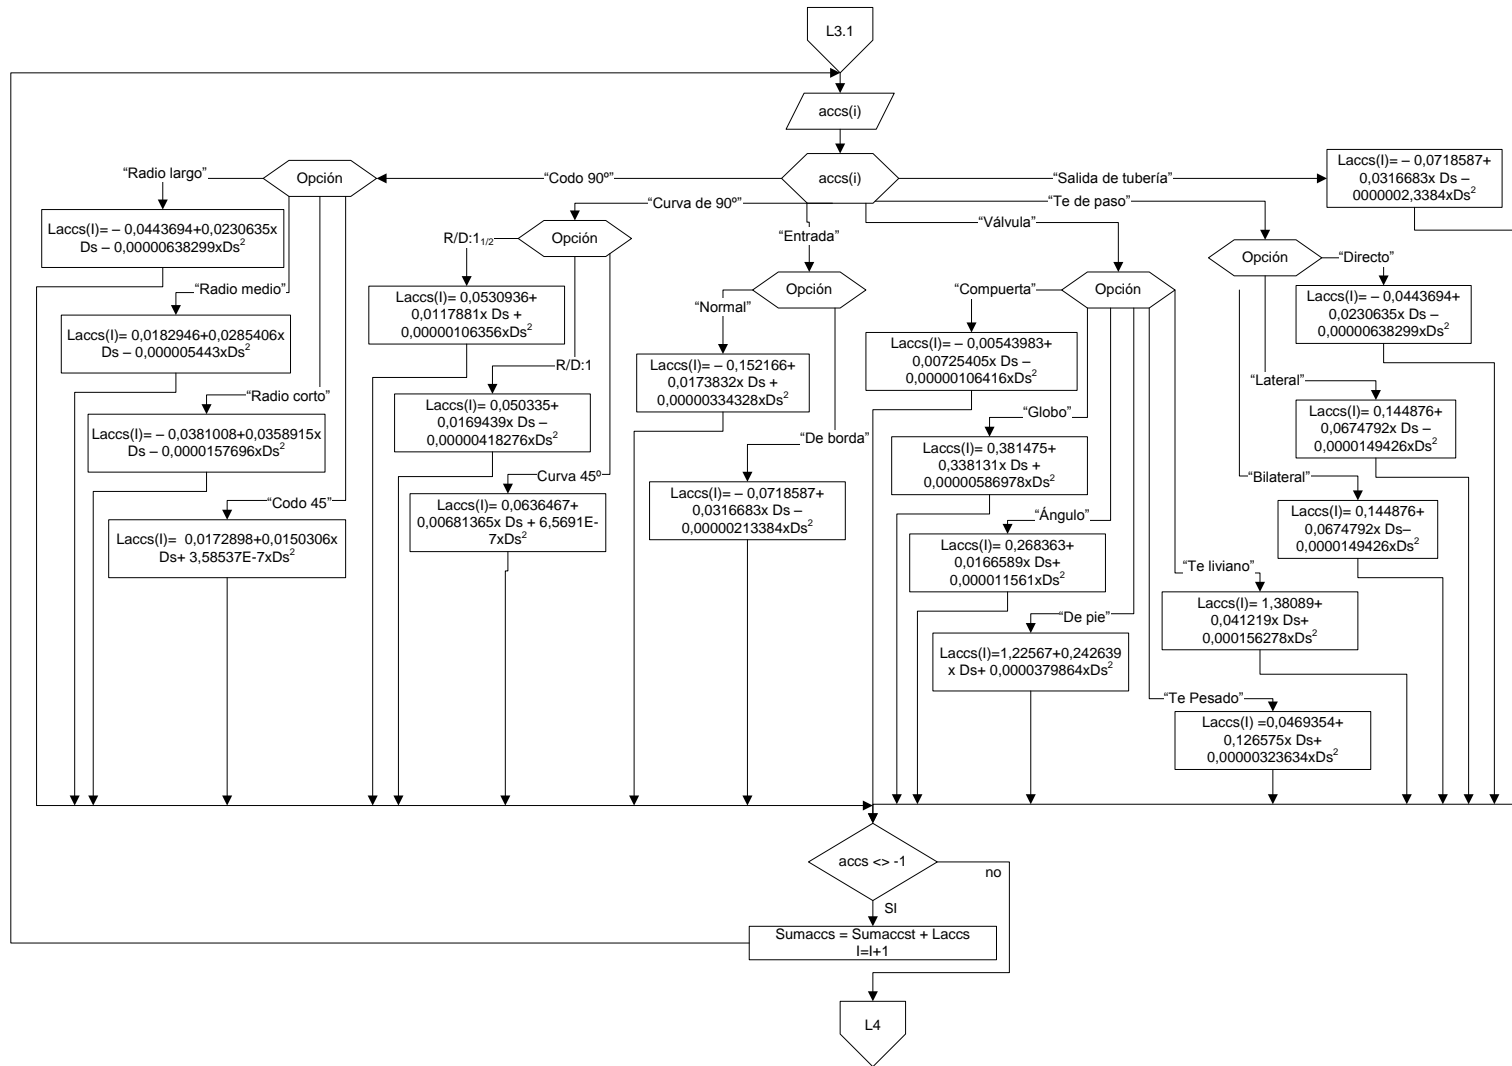 L3.1
accs(i)
accs(i)
“Codo 90º”
Opción
“Radio largo”
Laccs(I)= – 0,0443694+0,0230635x
Ds – 0,00000638299xDs²
“Radio medio”
Laccs(I)= 0,0182946+0,0285406x
Ds – 0,000005443xDs²
“Radio corto”
Laccs(I)= – 0,0381008+0,0358915x
Ds – 0,0000157696xDs²
“Codo 45”
Laccs(I)= 0,0172898+0,0150306x
Ds+ 3,58537E-7xDs²
“Curva de 90º”
Opción
R/D:1 1/2
Laccs(I)= 0,0530936+
0,0117881x Ds +
0,00000106356xDs²
R/D:1
Laccs(I)= 0,050335+
0,0169439x Ds –
0,00000418276xDs²
Curva 45º
Laccs(I)= 0,0636467+
0,00681365x Ds + 6,5691E-
7xDs²
“Entrada”
Opción
“Normal”
Laccs(I)= – 0,152166+
0,0173832x Ds +
0,00000334328xDs²
“De borda”
Laccs(I)= – 0,0718587+
0,0316683x Ds –
0,00000213384xDs²
“Válvula”
Opción
“Compuerta”
Laccs(I)= – 0,00543983+
0,00725405x Ds –
0,00000106416xDs²
“Globo”
Laccs(I)= 0,381475+
0,338131x Ds +
0,00000586978xDs²
“Ángulo”
Laccs(I)= 0,268363+
0,0166589x Ds+
0,000011561xDs²
“De pie”
Laccs(I)=1,22567+0,242639
x Ds+ 0,0000379864xDs²
“Te liviano”
Laccs(I)= 1,38089+
0,041219x Ds+
0,000156278xDs²
“Te Pesado”
Laccs(I) =0,0469354+
0,126575x Ds+
0,00000323634xDs²
“Te de paso”
Opción
“Directo”
Laccs(I)= – 0,0443694+
0,0230635x Ds –
0,00000638299xDs²
“Lateral”
Laccs(I)= 0,144876+
0,0674792x Ds –
0,0000149426xDs²
“Bilateral”
Laccs(I)= 0,144876+
0,0674792x Ds–
0,0000149426xDs²
“Salida de tubería”
Laccs(I)= – 0,0718587+
0,0316683x Ds –
0000002,3384xDs²
accs <> -1
no
SI
Sumaccs = Sumaccst + Laccs
I=I+1
L4